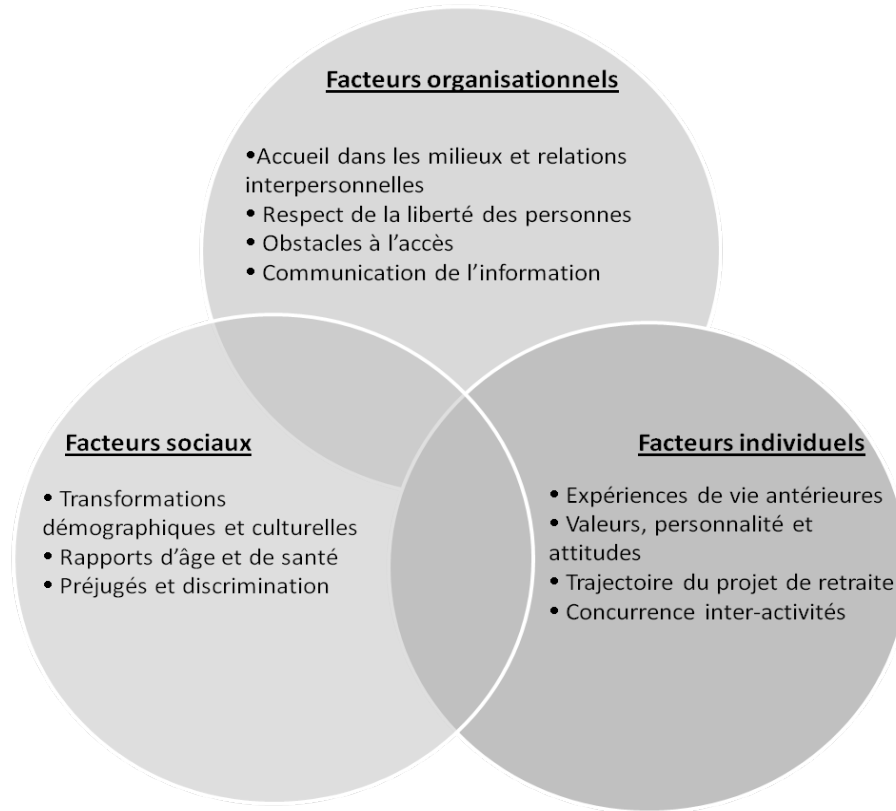 Facteurs organisationnels
•Accueil dans les milieux et relations
interpersonnelles
• Respect de la liberté des personnes
• Obstacles à l’accès
• Communication de l’information
Facteurs sociaux
• Transformations
démographiques et culturelles
• Rapports d’âge et de santé
• Préjugés et discrimination
Facteurs individuels
• Expériences de vie antérieures
• Valeurs, personnalité et
attitudes
• Trajectoire du projet de retraite
• Concurrence inter-activités